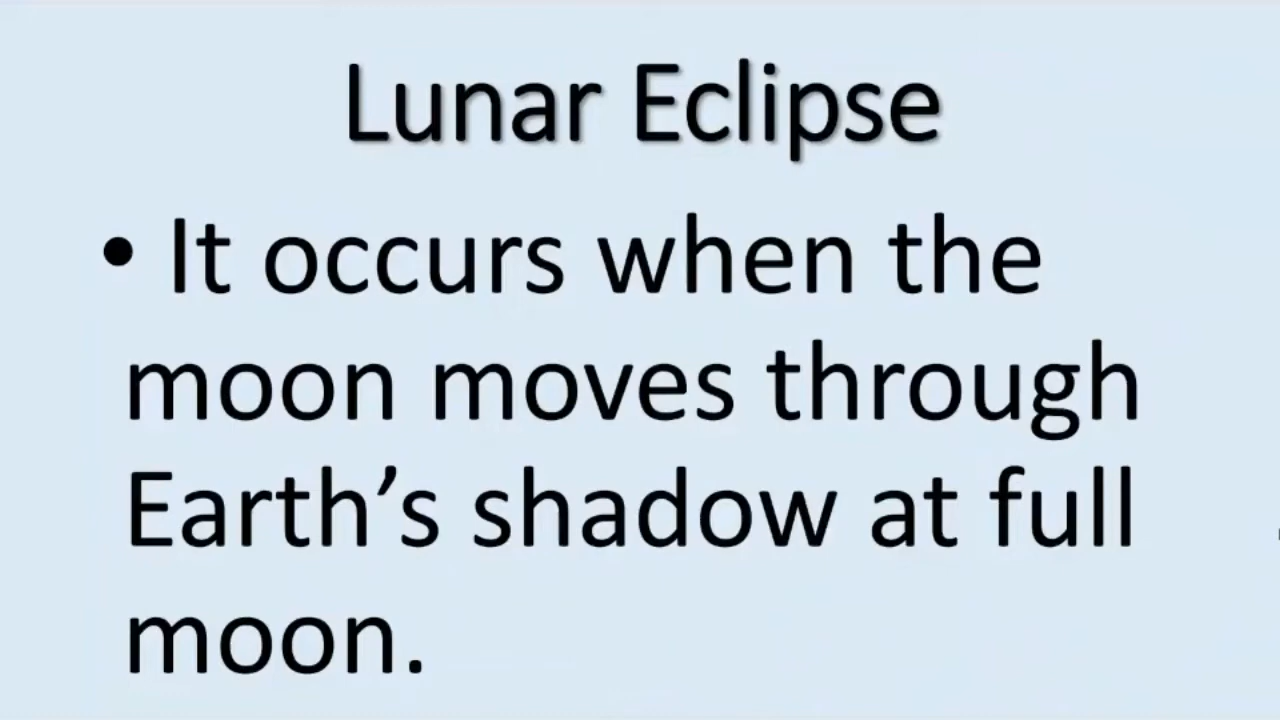 Lunar Eclipse
• It occurs when the
moon moves through
Earth’s shadow at full
moon.